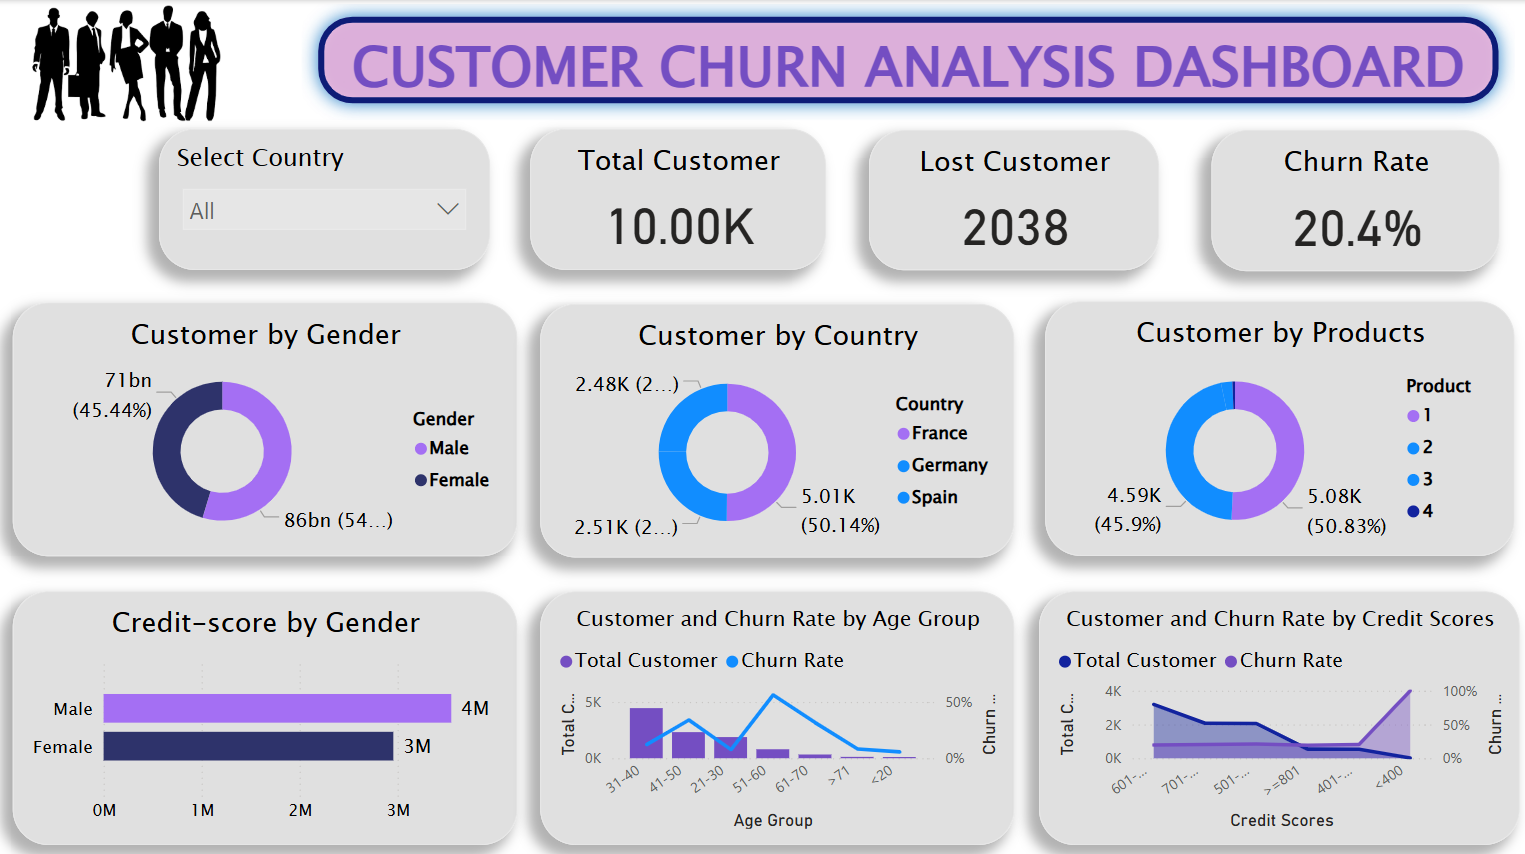 CUSTOMER CHURN ANALYSIS DASHBOARD
Select Country
All
Total Customer
10.00K
Lost Customer
2038
Churn Rate
20.4%
Customer by Gender
71bn
(45.44%)
86bn (54...)
Gender
Male
Female
Customer by Country
2.48K (2...)
2.51K (2...)
5.01K
(50.14%)
Country
France
Germany
Spain
Customer by Products
4.59K
(45.9%)
5.08K
(50.83%)
Product
1
2
3
4
Credit-score by Gender
Male
4M
Female
3M
0M
1M
2M
3M
Customer and Churn Rate by Age Group
Total Customer
Churn Rate
Total C...
5K
0K
50%
0%
Churn ...
31-40
41-50
21-30
51-60
61-70
>71
<20
Age Group
Customer and Churn Rate by Credit Scores
Total Customer
Churn Rate
Total C...
4K
2K
0K
100%
50%
0%
Churn ...
601-...
701-...
501-...
>=801
401-...
<400
Credit Scores